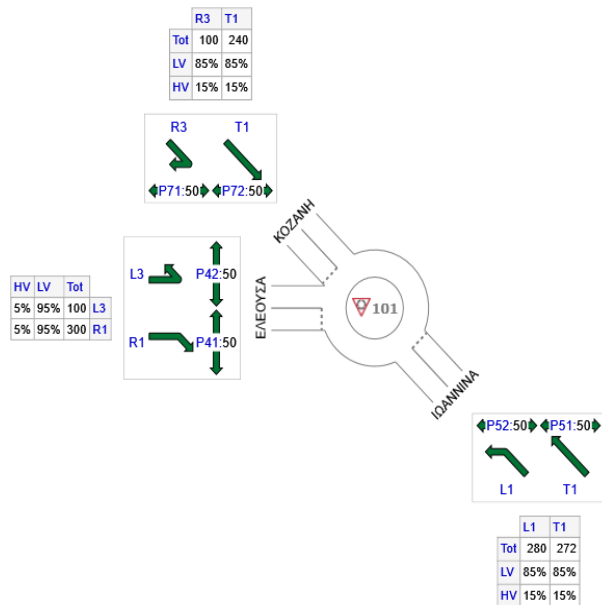 R3 T1
Tot 100 240
LV 85% 85%
HV 15% 15%
R3 T1
P71:50 P72:50
ΚΟΖΑΝΗ
HV LV Tot
5% 95% 100 L3
5% 95% 300 R1
L3 P42:50
R1 P41:50
ΕΛΕΟΥΣΑ
101
ΙΩΑΝΝΙΝΑ
P52:50 P51:50
L1 T1
L1 T1
Tot 280 272
LV 85% 85%
HV 15% 15%